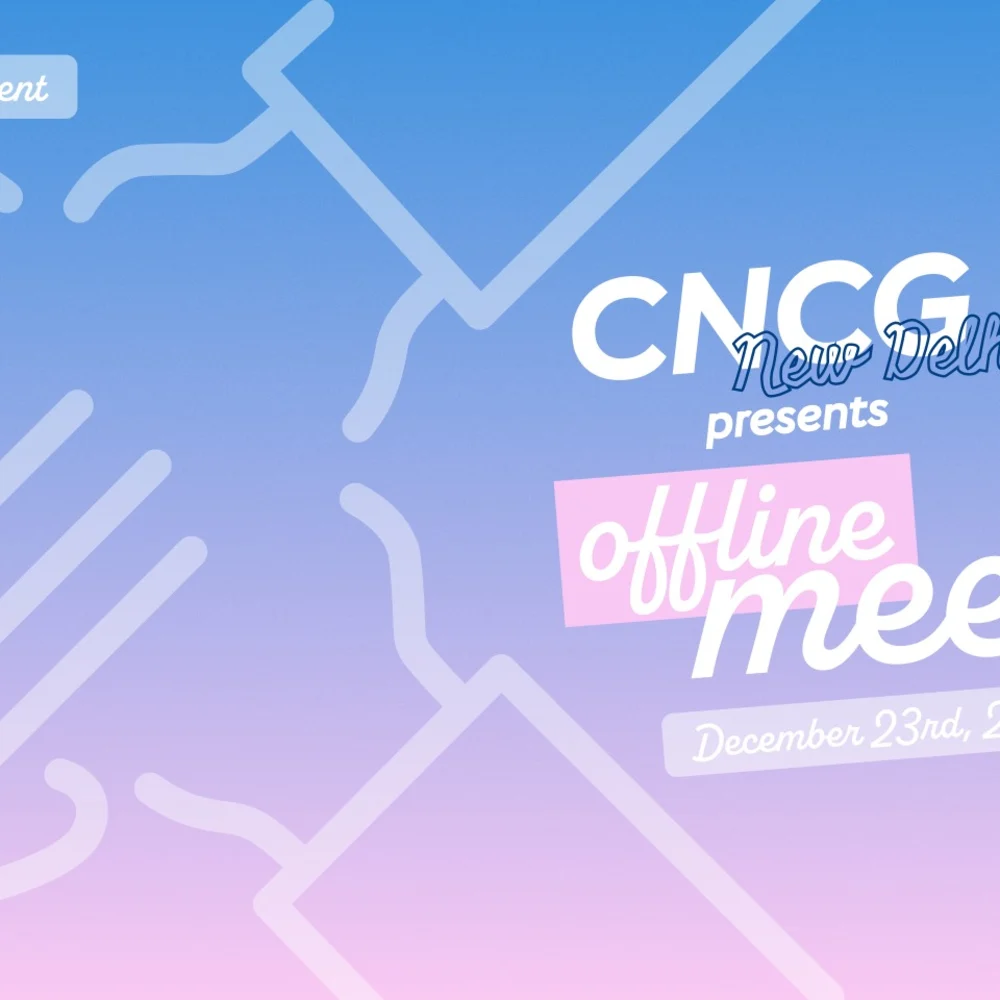 ent
CNCG
New Delh
presents
offline
mee
December 23rd, 2